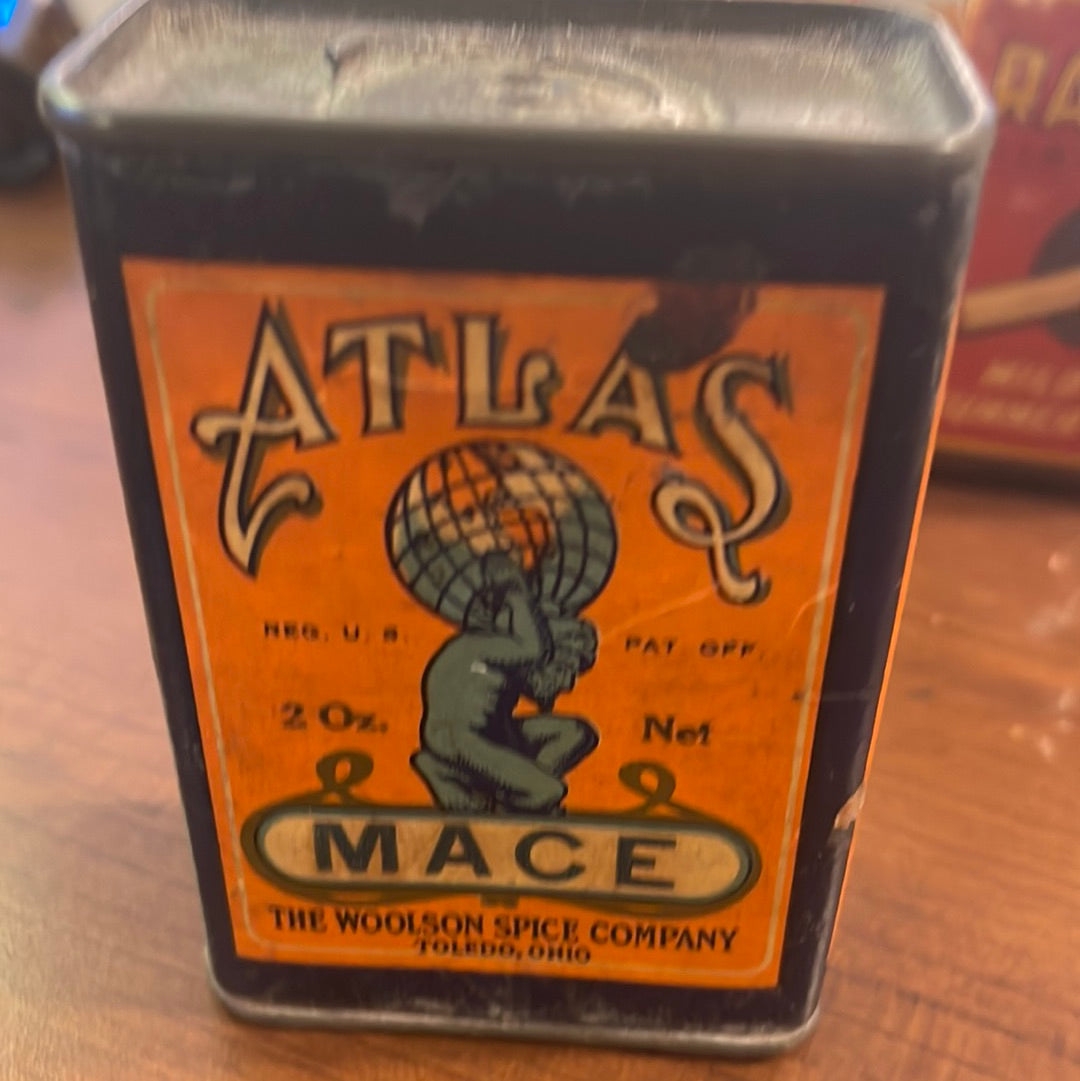 ATLAS
REG. U. S. PAT OFF.
2 Oz. Net
MACE
THE WOOLSON SPICE COMPANY
TOLEDO, OHIO